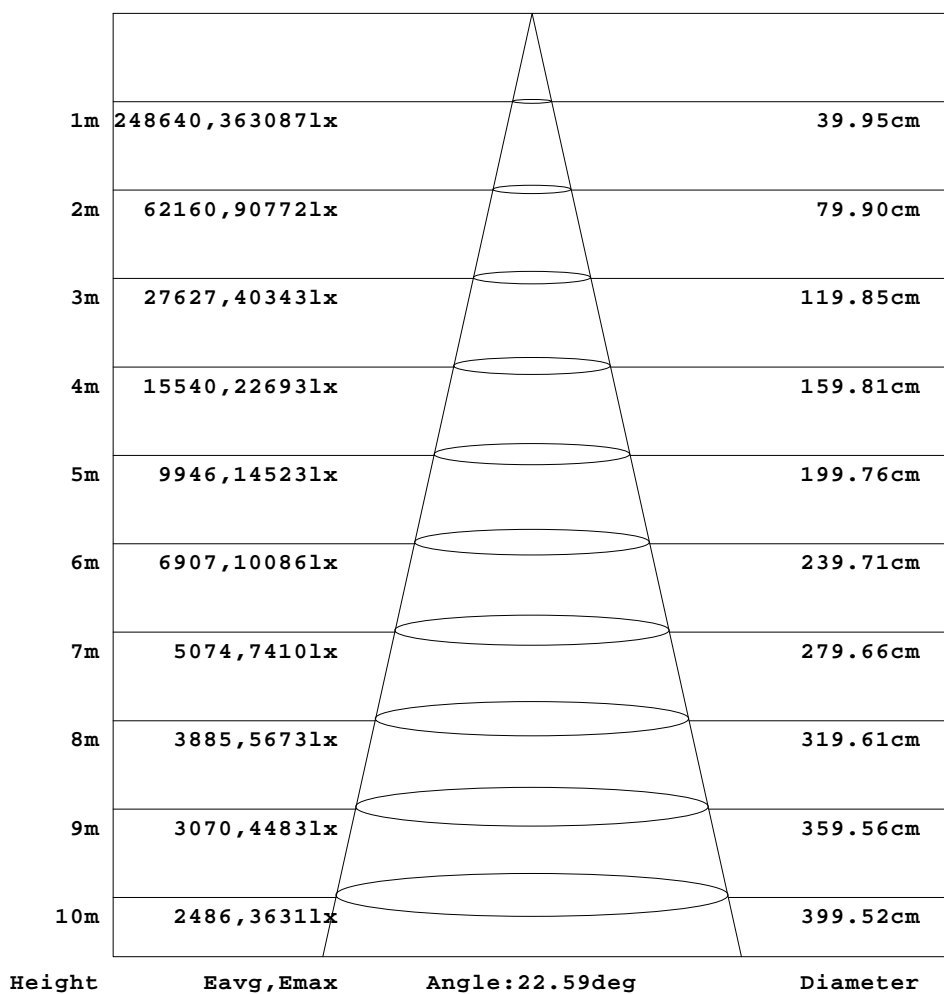 1m 248640,363087lx 39.95cm
2m 62160,90772lx 79.90cm
3m 27627,40343lx 119.85cm
4m 15540,22693lx 159.81cm
5m 9946,14523lx 199.76cm
6m 6907,10086lx 239.71cm
7m 5074,7410lx 279.66cm
8m 3885,5673lx 319.61cm
9m 3070,4483lx 359.56cm
10m 2486,3631lx 399.52cm
Height Eavg,Emax Angle:22.59deg Diameter